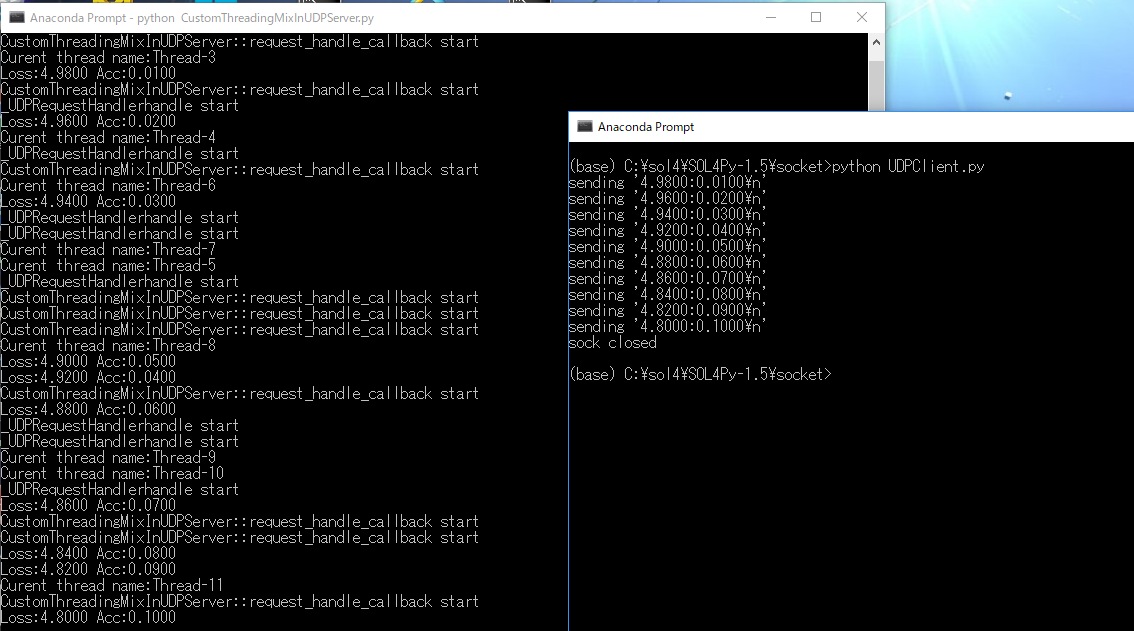 Anaconda Prompt - python  CustomThreadingMixInUDPServer.py
CustomThreadingMixInUDPServer::request_handle_callback start
Curent thread name:Thread-3
Loss:4.9800 Acc:0.0100
CustomThreadingMixInUDPServer::request_handle_callback start
_UDPRequestHandlerhandle start
Loss:4.9600 Acc:0.0200
Curent thread name:Thread-4
_UDPRequestHandlerhandle start
CustomThreadingMixInUDPServer::request_handle_callback start
Curent thread name:Thread-6
Loss:4.9400 Acc:0.0300
_UDPRequestHandlerhandle start
_UDPRequestHandlerhandle start
Curent thread name:Thread-7
Curent thread name:Thread-5
_UDPRequestHandlerhandle start
CustomThreadingMixInUDPServer::request_handle_callback start
CustomThreadingMixInUDPServer::request_handle_callback start
CustomThreadingMixInUDPServer::request_handle_callback start
Curent thread name:Thread-8
Loss:4.9000 Acc:0.0500
Loss:4.9200 Acc:0.0400
CustomThreadingMixInUDPServer::request_handle_callback start
Loss:4.8800 Acc:0.0600
_UDPRequestHandlerhandle start
_UDPRequestHandlerhandle start
Curent thread name:Thread-9
Curent thread name:Thread-10
_UDPRequestHandlerhandle start
Loss:4.8600 Acc:0.0700
CustomThreadingMixInUDPServer::request_handle_callback start
CustomThreadingMixInUDPServer::request_handle_callback start
Loss:4.8400 Acc:0.0800
Loss:4.8200 Acc:0.0900
Curent thread name:Thread-11
CustomThreadingMixInUDPServer::request_handle_callback start
Loss:4.8000 Acc:0.1000
Anaconda Prompt
(base) C:¥sol4¥SOL4Py-1.5¥socket>python UDPClient.py
sending '4.9800:0.0100¥n'
sending '4.9600:0.0200¥n'
sending '4.9400:0.0300¥n'
sending '4.9200:0.0400¥n'
sending '4.9000:0.0500¥n'
sending '4.8800:0.0600¥n'
sending '4.8600:0.0700¥n'
sending '4.8400:0.0800¥n'
sending '4.8200:0.0900¥n'
sending '4.8000:0.1000¥n'
sock closed
(base) C:¥sol4¥SOL4Py-1.5¥socket>